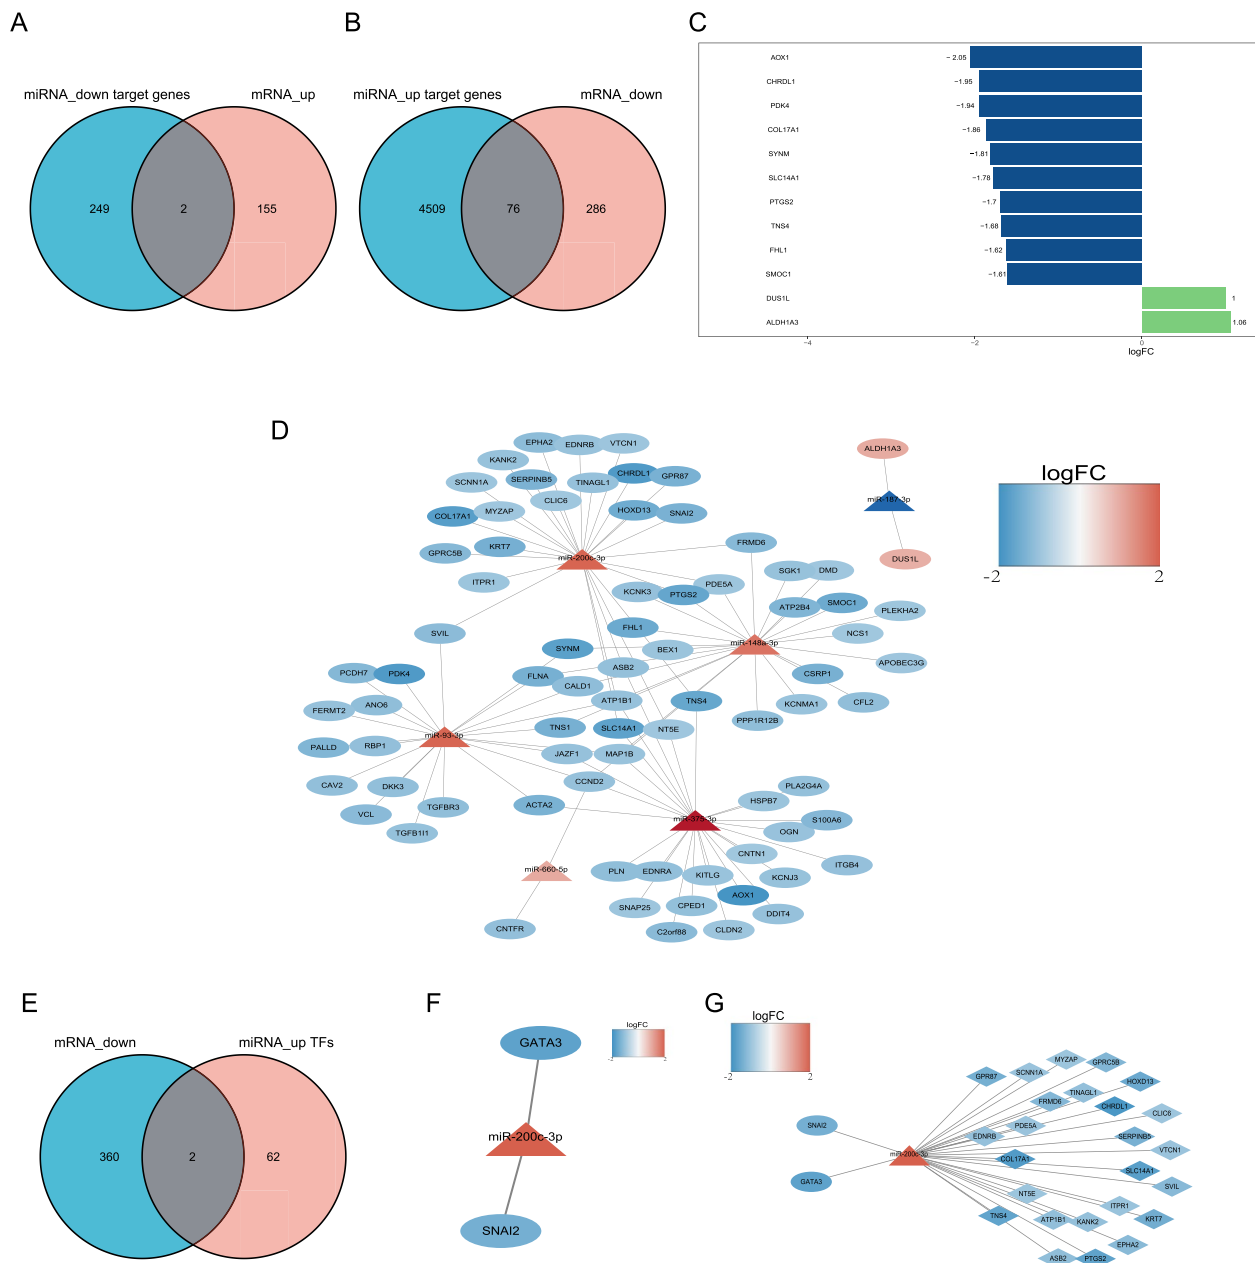 A
B
C
miRNA_down target genes
mRNA_up
249
2
155
miRNA_up target genes
mRNA_down
4509
76
286
AOX1
− 2.05
CHRDL1
−1.95
PDK4
−1.94
COL17A1
−1.86
SYNM
−1.81
SLC14A1
−1.78
PTGS2
−1.7
TNS4
−1.68
FHL1
−1.62
SMOC1
−1.61
DUS1L
1
ALDH1A3
1.06
−4
−2
0
logFC
D
EPHA2
EDNRB
VTCN1
KANK2
SCNN1A
SERPINB5
TINAGL1
CHRDL1
GPR87
CLIC6
COL17A1
MYZAP
HOXD13
SNAI2
GPRC5B
KRT7
miR-200c-3p
ITPR1
FRMD6
ALDH1A3
miR-187-3p
DUS1L
logFC
-2
2
KCNK3
PTGS2
PDE5A
SGK1
DMD
ATP2B4
SMOC1
PLEKHA2
SVIL
FHL1
miR-148a-3p
NCS1
SYNM
BEX1
APOBEC3G
PCDH7
PDK4
FLNA
ASB2
CSRP1
CALD1
FERMT2
ANO6
ATP1B1
TNS4
KCNMA1
CFL2
PPP1R12B
PALLD
RBP1
miR-93-3p
TNS1
SLC14A1
NT5E
JAZF1
MAP1B
CAV2
DKK3
CCND2
VCL
TGFBR3
ACTA2
TGFB1I1
PLA2G4A
HSPB7
miR-375-3p
S100A6
OGN
miR-660-5p
PLN
EDNRA
KITLG
CNTN1
ITGB4
KCNJ3
SNAP25
CPED1
AOX1
DDIT4
CNTFR
C2orf88
CLDN2
E
mRNA_down
miRNA_up TFs
360
2
62
F
GATA3
miR-200c-3p
SNAI2
logFC
-2
2
G
logFC
-2
2
SNAI2
GATA3
miR-200c-3p
GPR87
SCNN1A
MYZAP
GPRC5B
HOXD13
FRMD6
TINAGL1
CHRDL1
CLIC6
EDNRB
PDE5A
SERPINB5
VTCN1
COL17A1
SLC14A1
SVIL
NT5E
ITPR1
TNS4
ATP1B1
KANK2
KRT7
EPHA2
ASB2
PTGS2